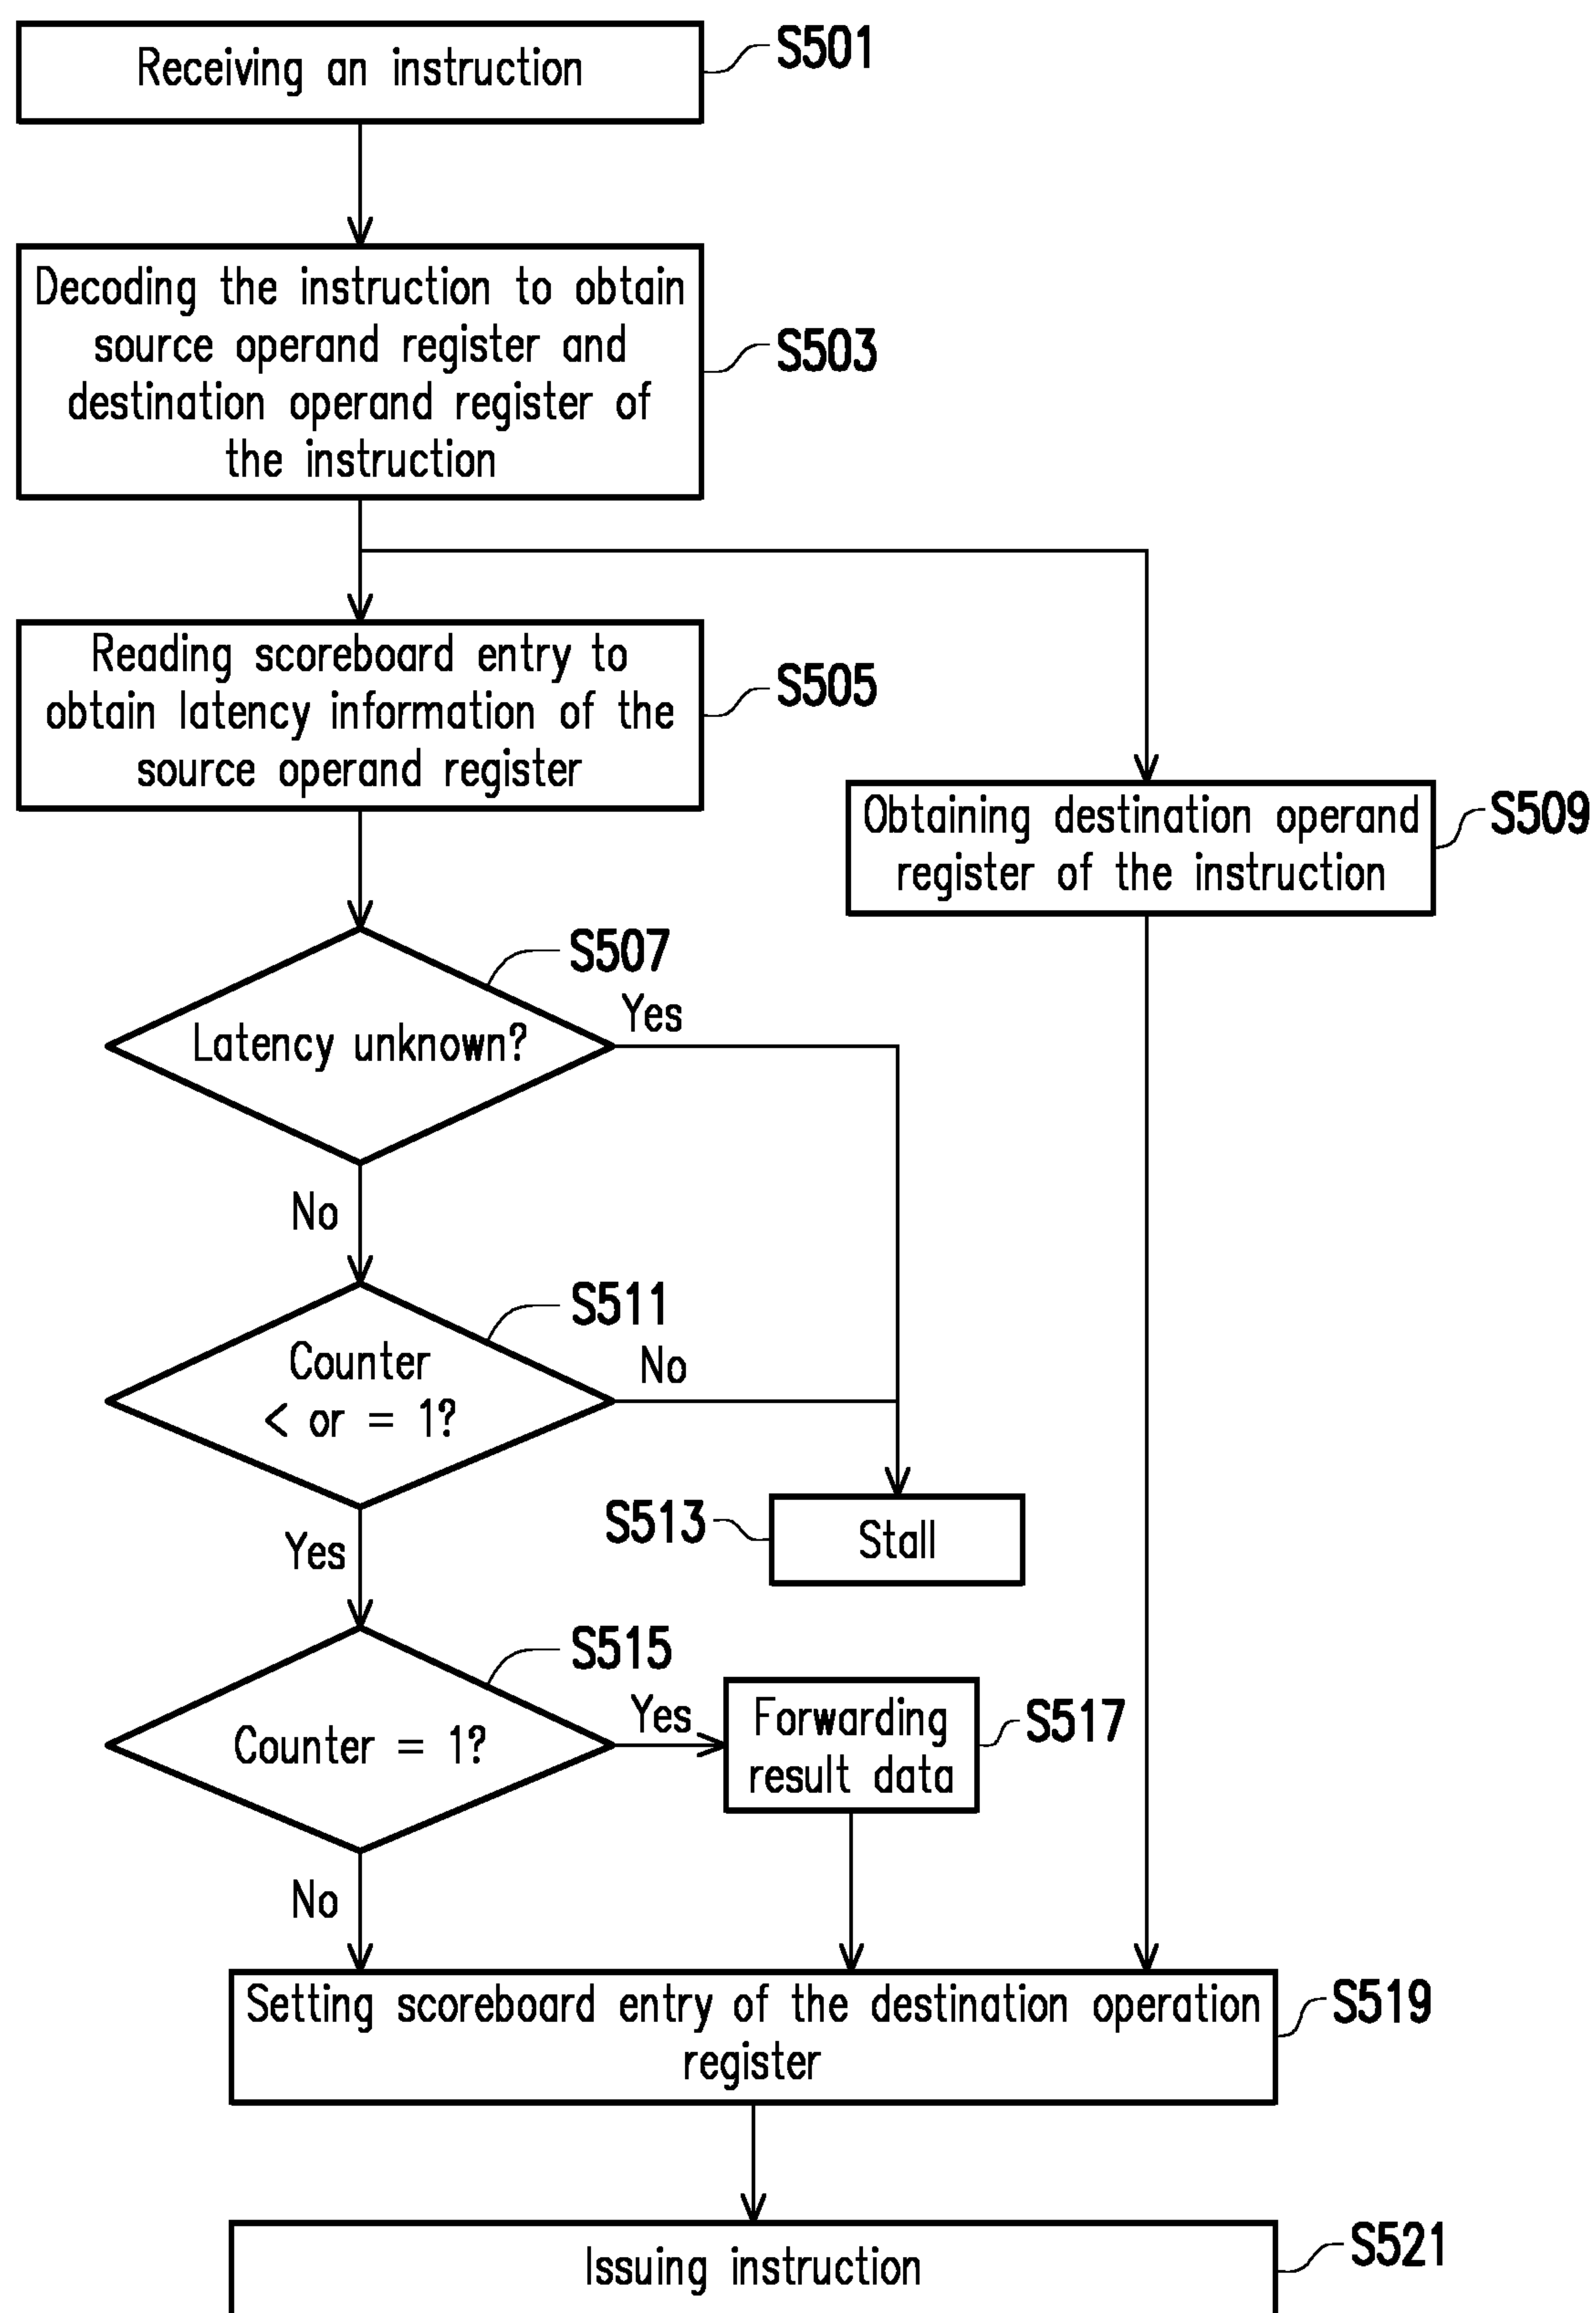 Receiving an instruction
S501
Decoding the instruction to obtain
source operand register and
destination operand register of
the instruction
S503
Reading scoreboard entry to
obtain latency information of the
source operand register
S505
Obtaining destination operand
register of the instruction
S509
S507
Latency unknown?
Yes
No
S511
Counter
< or = 1?
No
Yes
S513
Stall
S515
Counter = 1?
Yes
Forwarding
result data
S517
No
Setting scoreboard entry of the destination operation
register
S519
Issuing instruction
S521